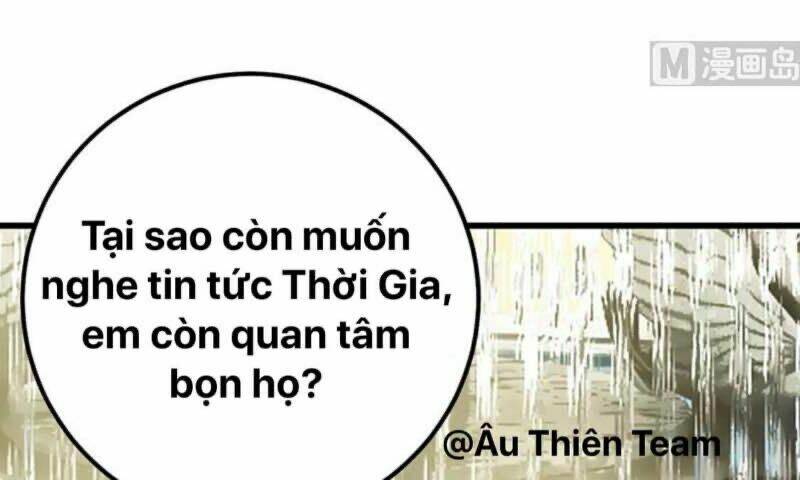 M 漫画岛
Tại sao còn muốn
nghe tin tức Thời Gia,
em còn quan tâm
bọn họ?
@Âu Thiên Team